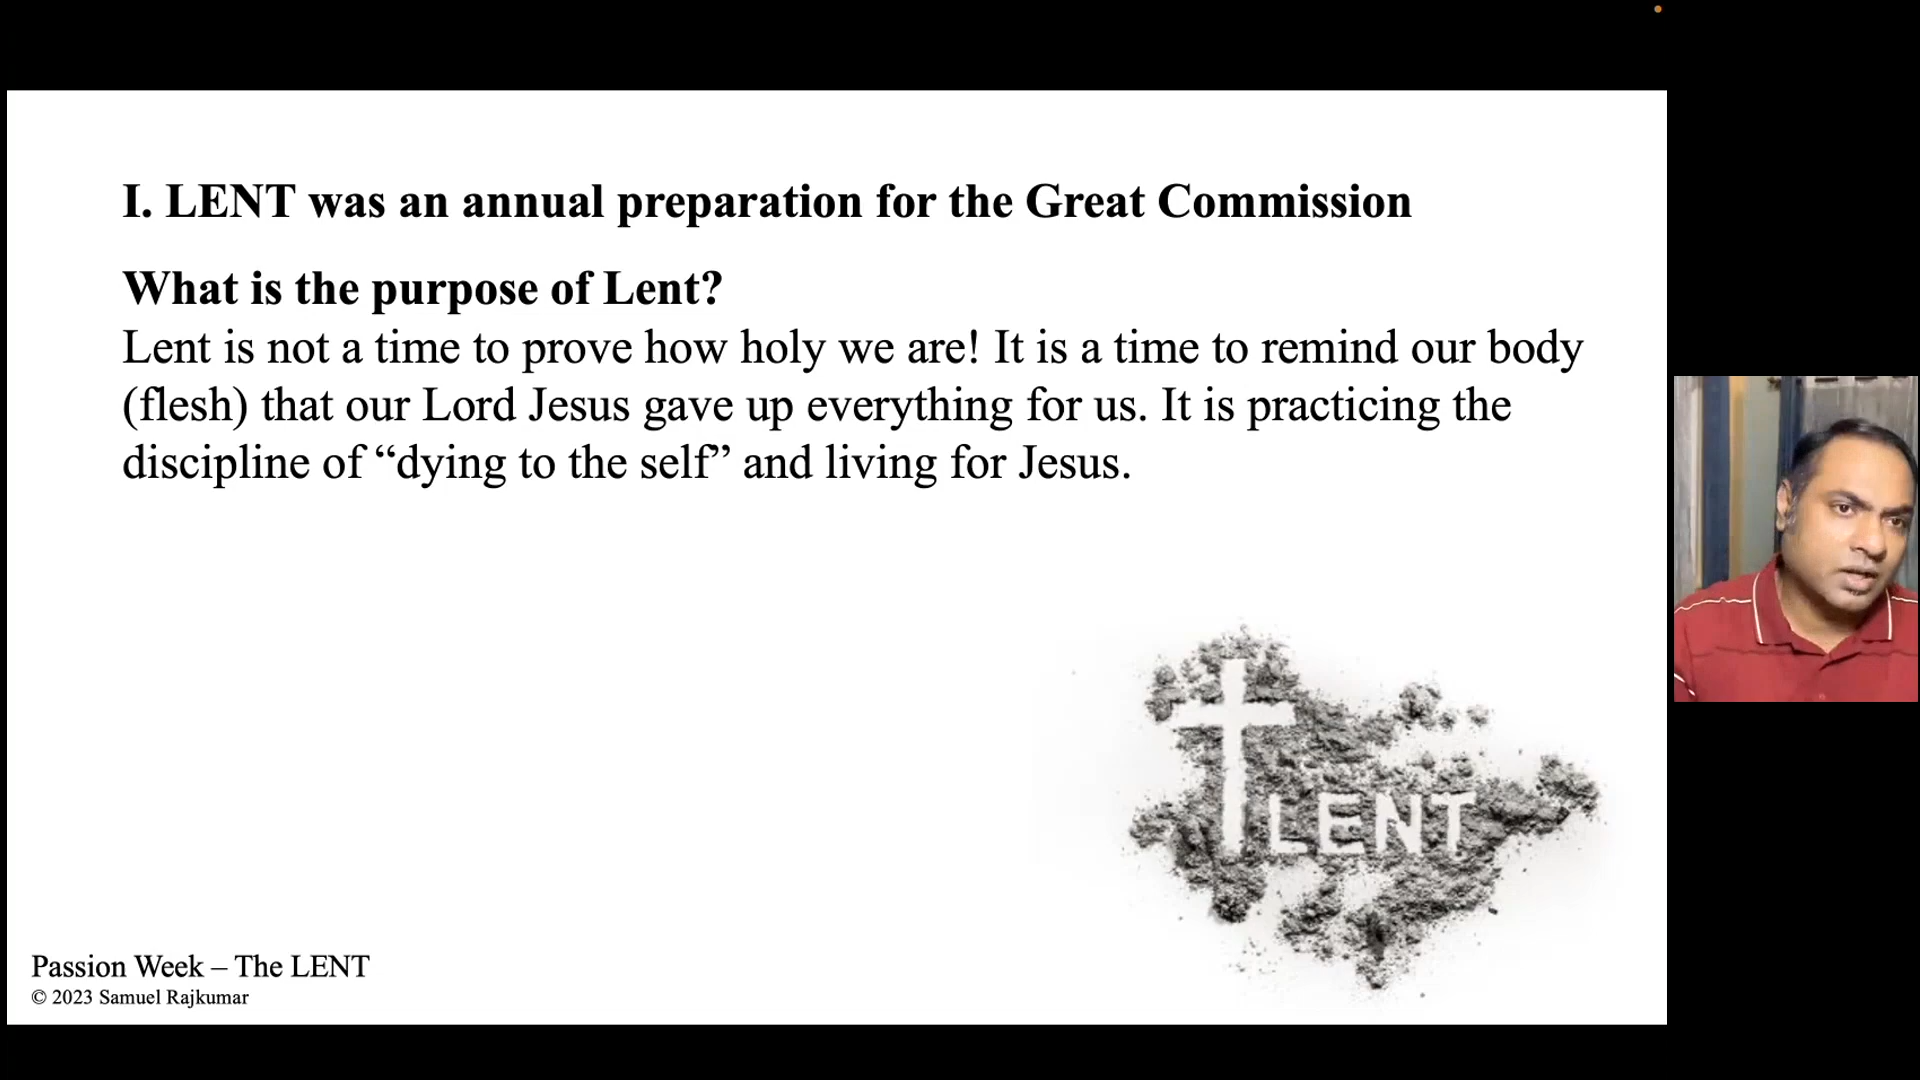 I. LENT was an annual preparation for the Great Commission
What is the purpose of Lent?
Lent is not a time to prove how holy we are! It is a time to remind our body
(flesh) that our Lord Jesus gave up everything for us. It is practicing the
discipline of “dying to the self” and living for Jesus.
LENT
Passion Week – The LENT
© 2023 Samuel Rajkumar